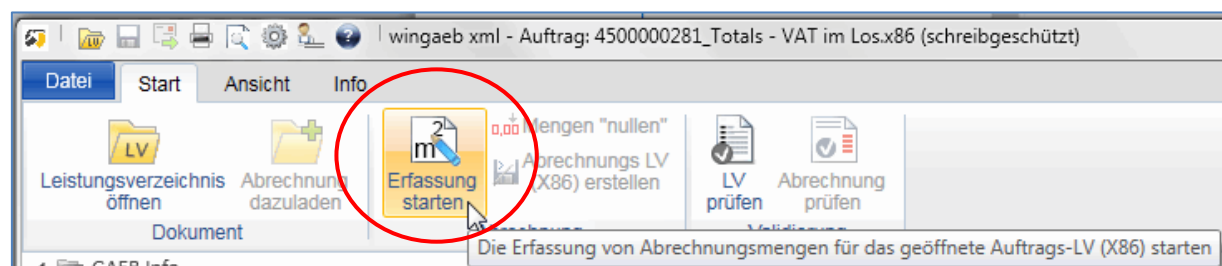 wingaeb xml - Auftrag: 4500000281_Totals - VAT im Los.x86 (schreibgeschützt)
Datei Start Ansicht Info
LV
Leistungsverzeichnis öffnen
Abrechnung dazuladen
m2
Erfassung starten
0,00 Mengen "nullen"
Abrechnungs LV
(X86) erstellen
LV prüfen
Abrechnung prüfen
Dokument
Die Erfassung von Abrechnungsmengen für das geöffnete Auftrags-LV (X86) starten
GAEB Info